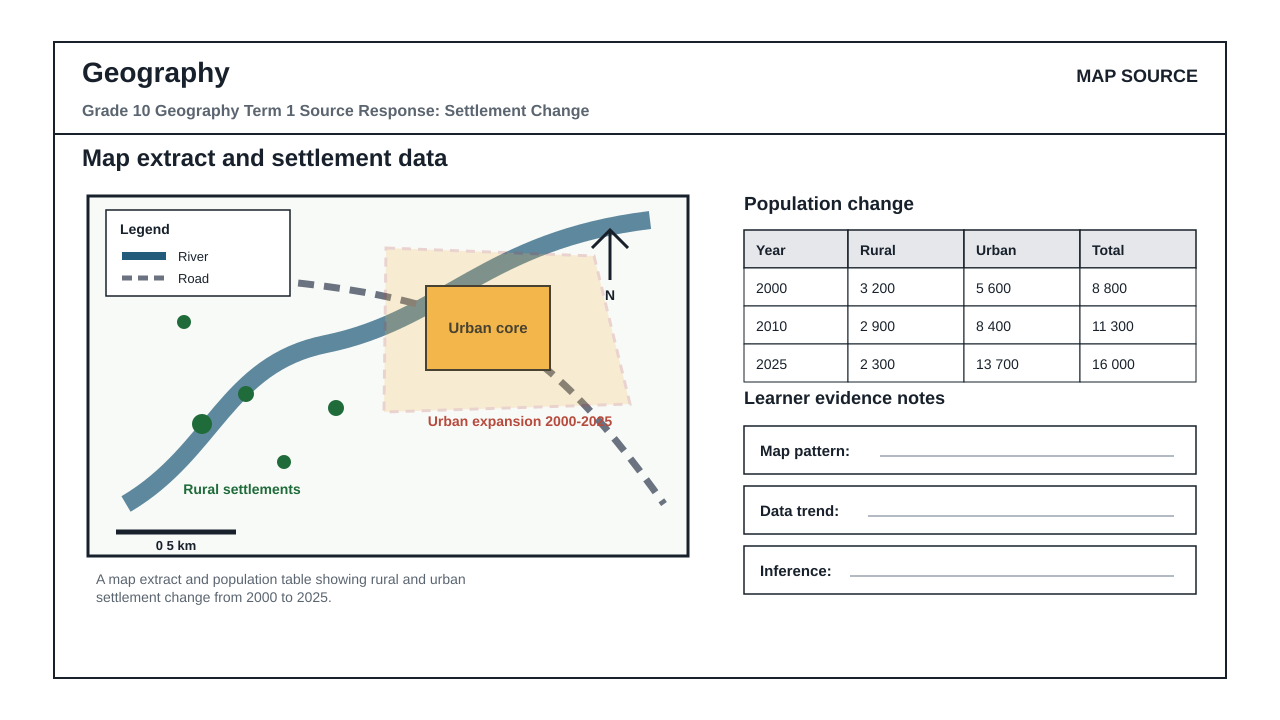 Geography
MAP SOURCE
Grade 10 Geography Term 1 Source Response: Settlement Change
Map extract and settlement data
Legend
River
Road
N
Urban core
Urban expansion 2000-2025
Rural settlements
0 5 km
A map extract and population table showing rural and urban
settlement change from 2000 to 2025.
Population change
Year Rural Urban Total
2000 3 200 5 600 8 800
2010 2 900 8 400 11 300
2025 2 300 13 700 16 000
Learner evidence notes
Map pattern:
Data trend:
Inference: